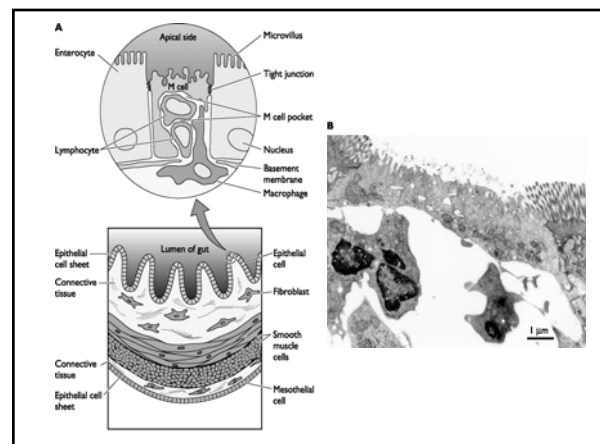 A
Apical side
Enterocyte
Microvillus
Tight junction
M cell
M cell pocket
Lymphocyte
Nucleus
Basement
membrane
Macrophage
B
1 μm
Lumen of gut
Epithelial
cell sheet
Epithelial
cell
Connective
tissue
Fibroblast
Smooth
muscle
cells
Connective
tissue
Epithelial cell
sheet
Mesothelial
cell